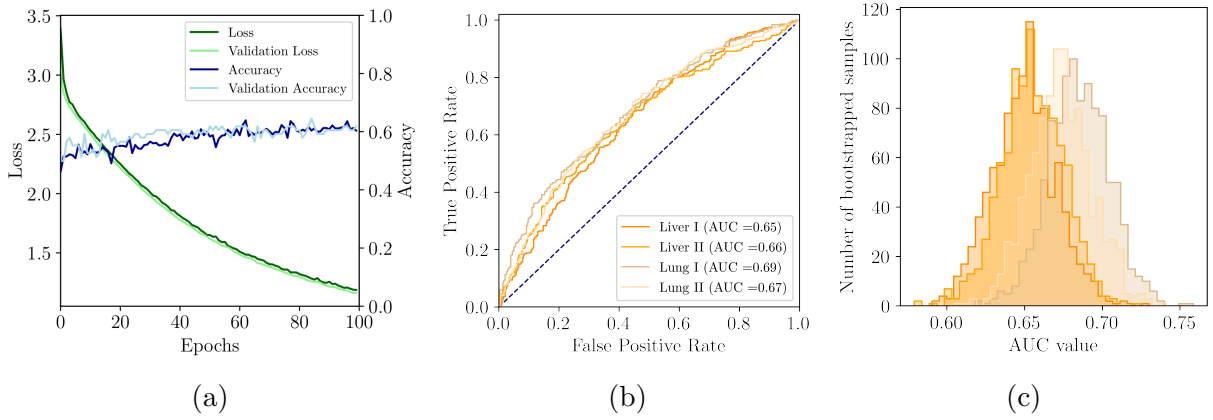 3.5
3.0
2.5
2.0
1.5
Loss
1.0
0.8
0.6
0.4
0.2
0.0
Accuracy
Loss
Validation Loss
Accuracy
Validation Accuracy
0 20 40 60 80 100
Epochs
(a)
1.0
0.8
0.6
0.4
0.2
0.0
True Positive Rate
Liver I (AUC =0.65)
Liver II (AUC =0.66)
Lung I (AUC =0.69)
Lung II (AUC =0.67)
0.0 0.2 0.4 0.6 0.8 1.0
False Positive Rate
(b)
120
100
80
60
40
20
0
Number of bootstrapped samples
0.60 0.65 0.70 0.75
AUC value
(c)